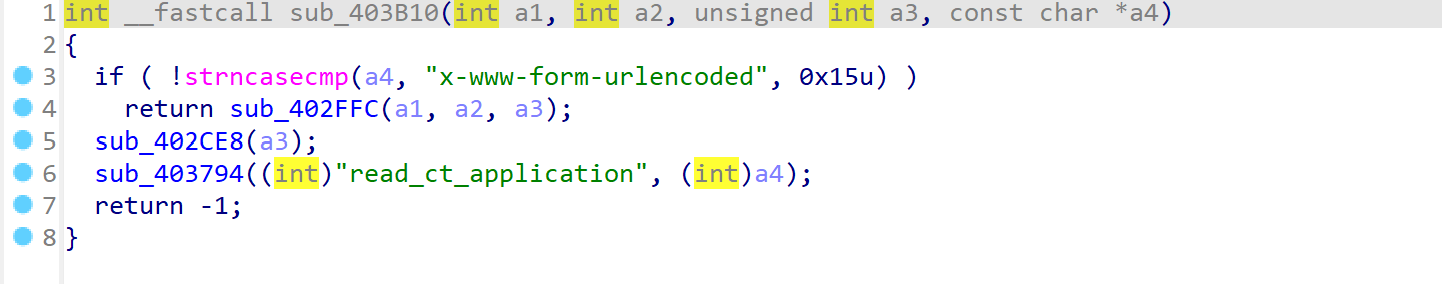 1 int __fastcall sub_403B10(int a1, int a2, unsigned int a3, const char *a4)
2 {
3   if ( !strncasecmp(a4, "x-www-form-urlencoded", 0x15u) )
4     return sub_402FFC(a1, a2, a3);
5   sub_402CE8(a3);
6   sub_403794((int)"read_ct_application", (int)a4);
7   return -1;
8 }